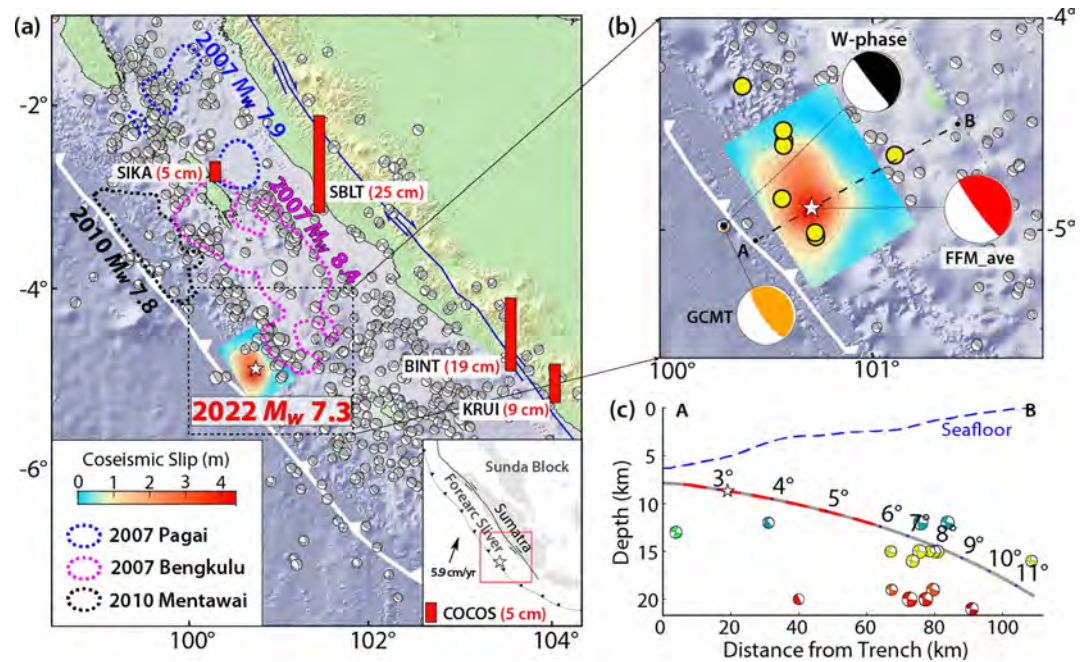 (a)
2007 Mw 7.9
-2°
SIKA (5 cm)
SBLT (25 cm)
2010 Mw 7.8
2007 Mw 8.4
-4°
BINT (19 cm)
KRUI (9 cm)
2022 Mw 7.3
-6°
Coseismic Slip (m)
0 1 2 3 4
2007 Pagai
2007 Bengkulu
2010 Mentawai
Sunda Block
Forearc Sliver
Sumatra
5.9 cm/yr
COCOS (5 cm)
100° 102° 104°
(b)
-4°
W-phase
B
A
-5°
FFM_ave
GCMT
100° 101°
(c)
A B
Seafloor
Depth (km)
0
5
10
15
20
3° 4° 5° 6° 7° 8° 9° 10° 11°
0 20 40 60 80 100
Distance from Trench (km)